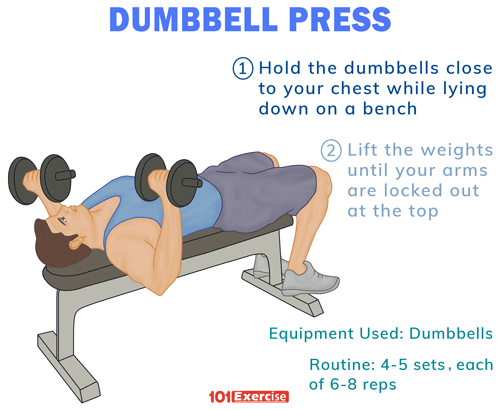 DUMBBELL PRESS
1 Hold the dumbbells close
to your chest while lying
down on a bench
2 Lift the weights
until your arms
are locked out
at the top
Equipment Used: Dumbbells
Routine: 4-5 sets, each
of 6-8 reps
101 Exercise